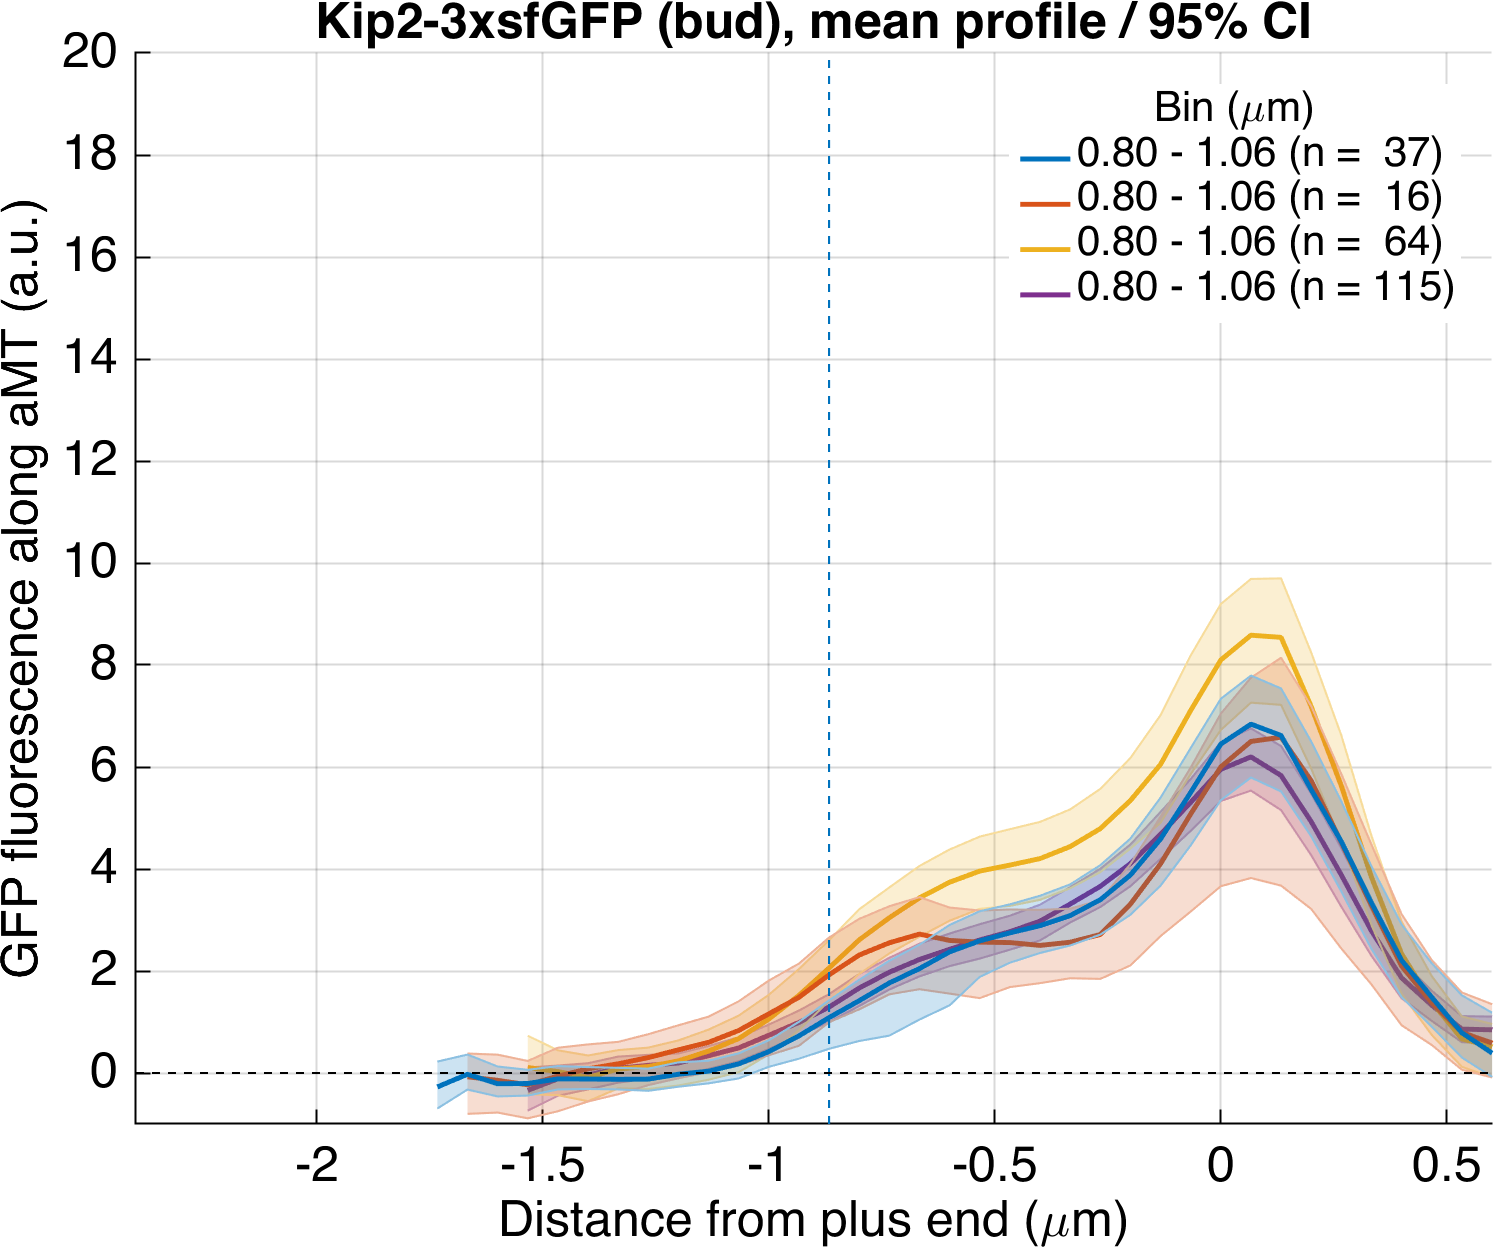 Kip2-3xsfGFP (bud), mean profile / 95% CI
GFP fluorescence along aMT (a.u.)
20
18
16
14
12
10
8
6
4
2
0
Bin (μm)
0.80 - 1.06 (n = 37)
0.80 - 1.06 (n = 16)
0.80 - 1.06 (n = 64)
0.80 - 1.06 (n = 115)
-2 -1.5 -1 -0.5 0 0.5
Distance from plus end (μm)